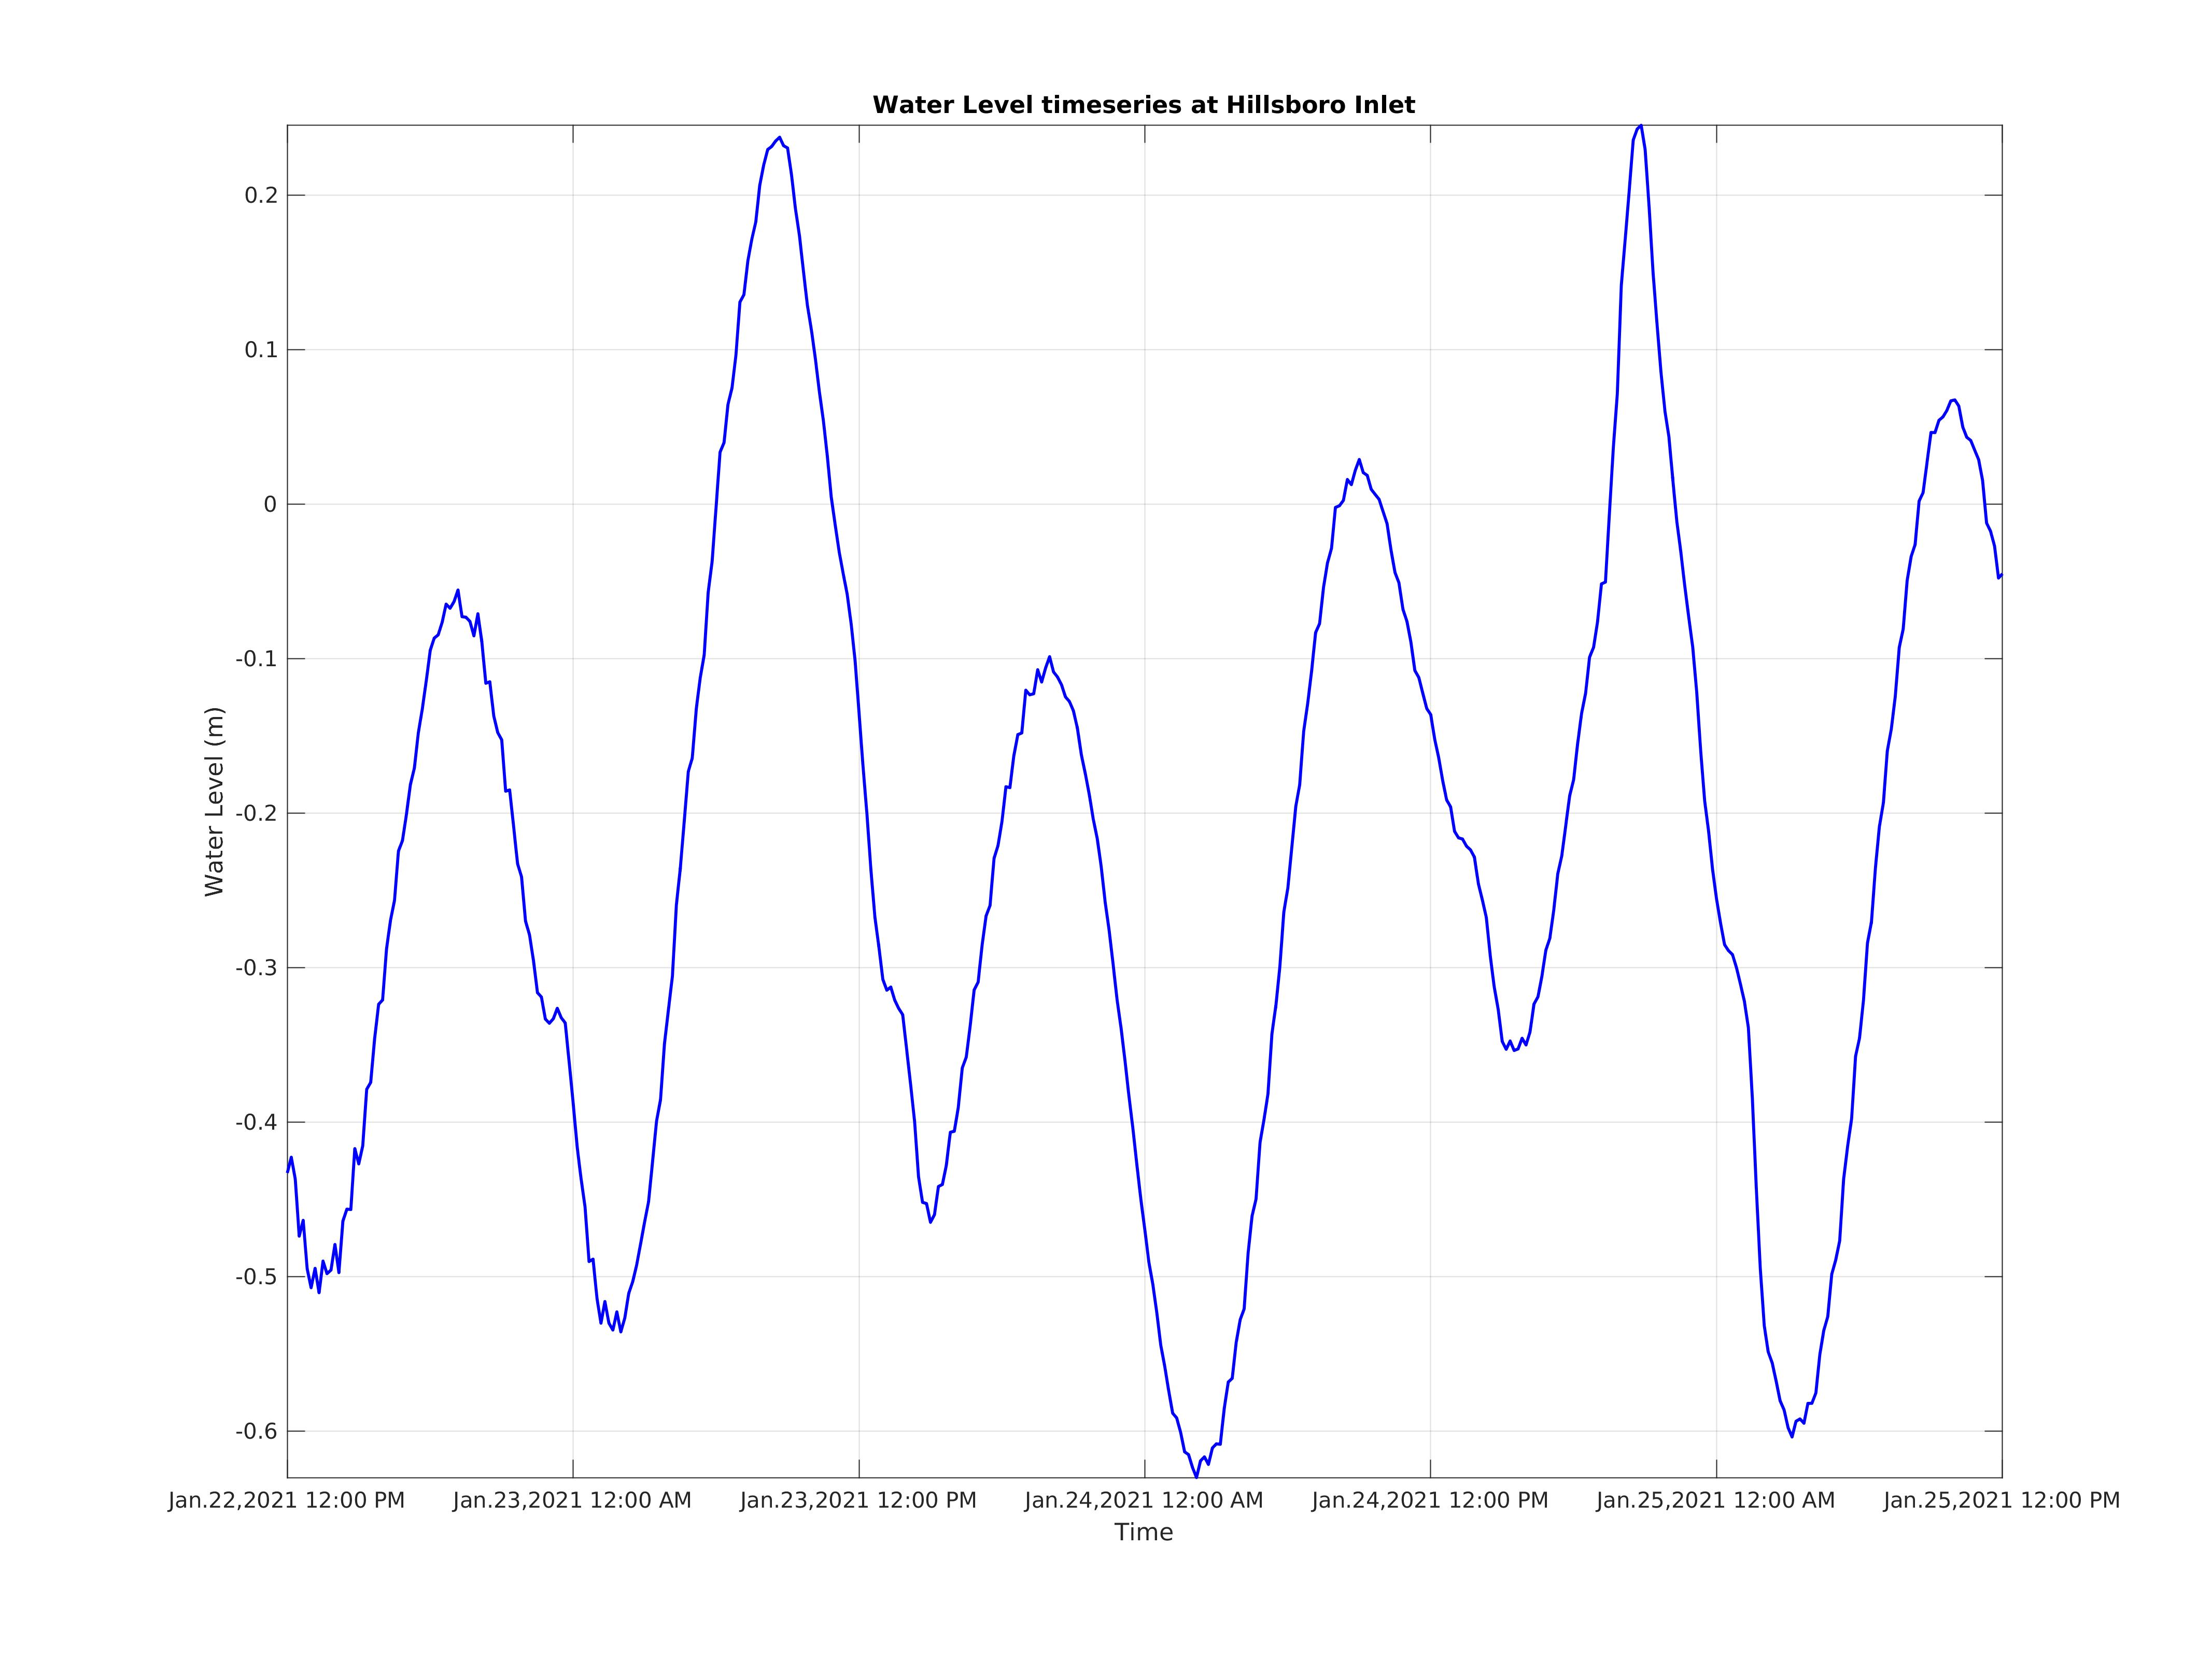 Water Level timeseries at Hillsboro Inlet
0.2
0.1
0
-0.1
-0.2
-0.3
-0.4
-0.5
-0.6
Water Level (m)
Jan.22,2021 12:00 PM
Jan.23,2021 12:00 AM
Jan.23,2021 12:00 PM
Jan.24,2021 12:00 AM
Jan.24,2021 12:00 PM
Jan.25,2021 12:00 AM
Jan.25,2021 12:00 PM
Time